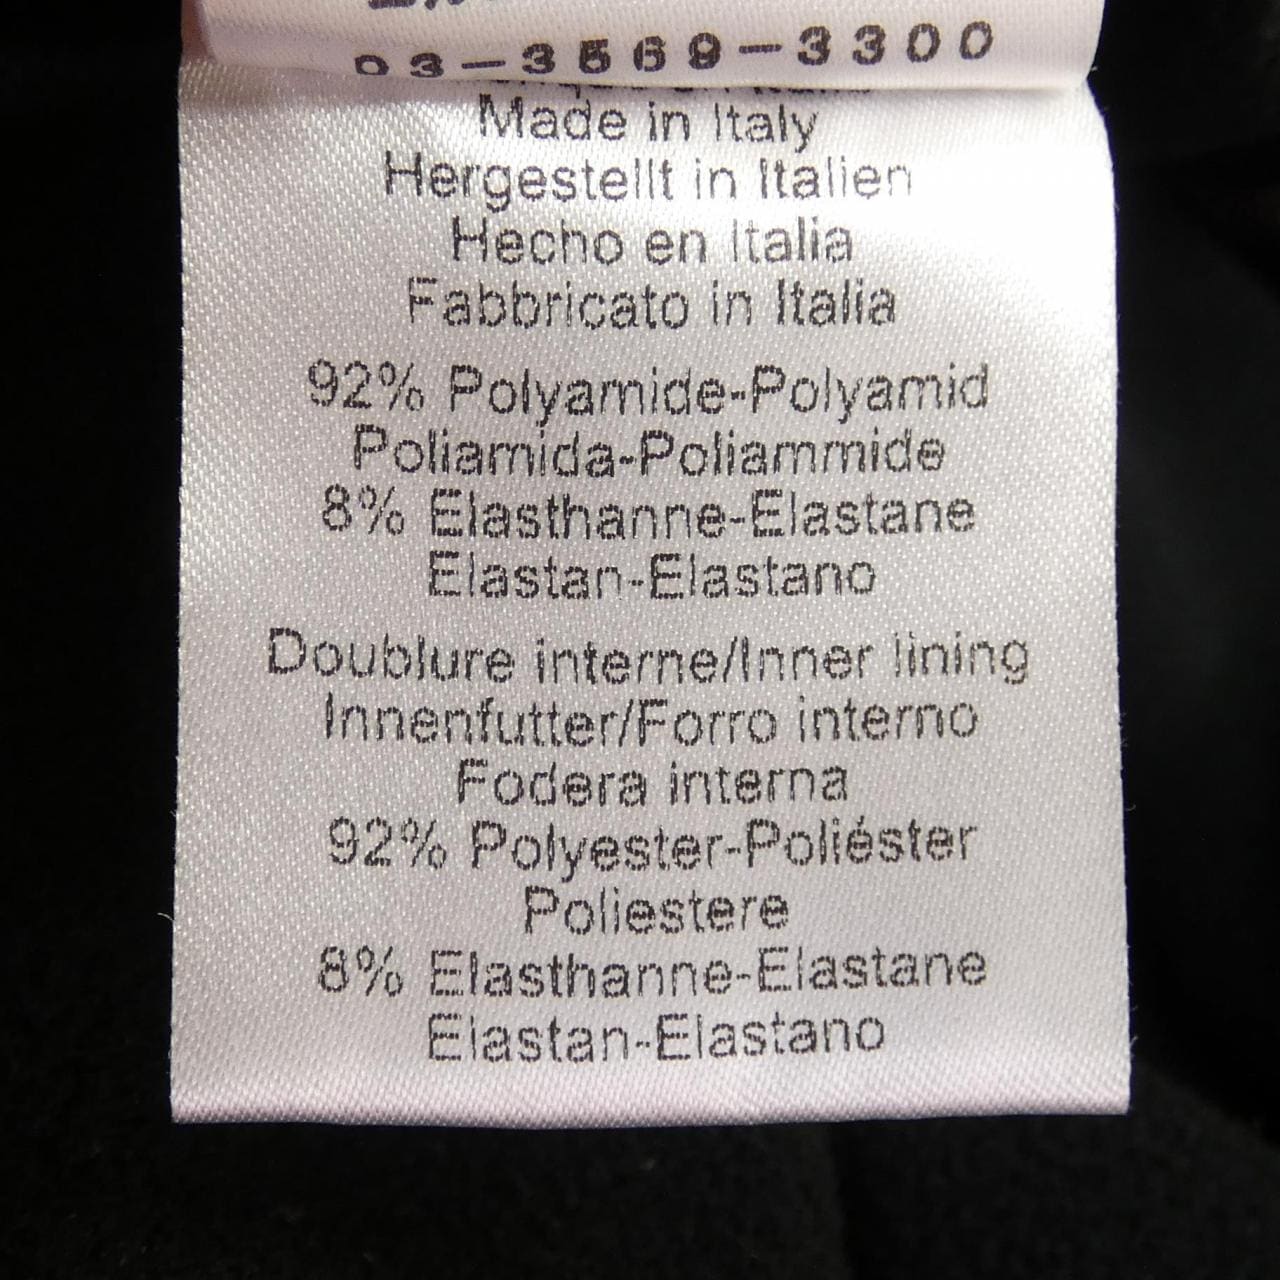 03-3569-3300
Made in Italy
Hergestellt in Italien
Hecho en Italia
Fabbricato in Italia
92% Polyamide-Polyamid
Poliamida-Poliammide
8% Elasthanne-Elastane
Elastan-Elastano
Doublure interne/Inner lining
Innenfutter/Forro interno
Fodera interna
92% Polyester-Poliéster
Poliestere
8% Elasthanne-Elastane
Elastan-Elastano